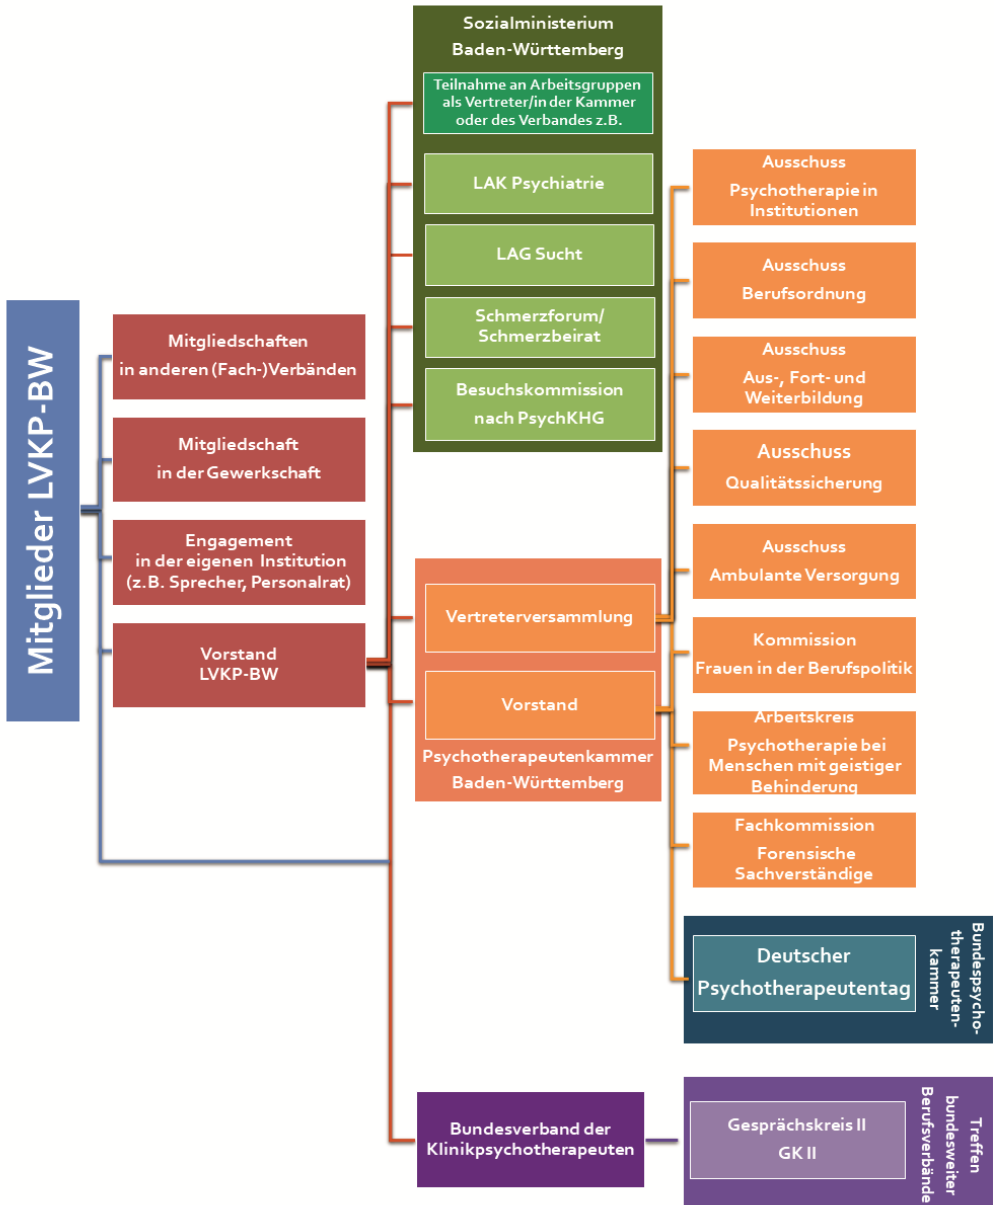 Mitglieder LVKP-BW
Mitgliedschaften
in anderen (Fach-)Verbänden
Mitgliedschaft
in der Gewerkschaft
Engagement
in der eigenen Institution
(z.B. Sprecher, Personalrat)
Vorstand
LVKP-BW
Sozialministerium
Baden-Württemberg
Teilnahme an Arbeitsgruppen
als Vertreter/in der Kammer
oder des Verbandes z.B.
LAK Psychiatrie
LAG Sucht
Schmerzforum/
Schmerzbeirat
Besuchskommission
nach PsychKHG
Vertreterversammlung
Vorstand
Psychotherapeutenkammer
Baden-Württemberg
Bundesverband der
Klinikpsychotherapeuten
Ausschuss
Psychotherapie in
Institutionen
Ausschuss
Berufsordnung
Ausschuss
Aus-, Fort- und
Weiterbildung
Ausschuss
Qualitätssicherung
Ausschuss
Ambulante Versorgung
Kommission
Frauen in der Berufspolitik
Arbeitskreis
Psychotherapie bei
Menschen mit geistiger
Behinderung
Fachkommission
Forensische
Sachverständige
Deutscher
Psychotherapeutentag
Bundespsycho-
therapeuten-
kammer
Gesprächskreis II
GK II
Treffen
bundesweiter
Berufsverbände